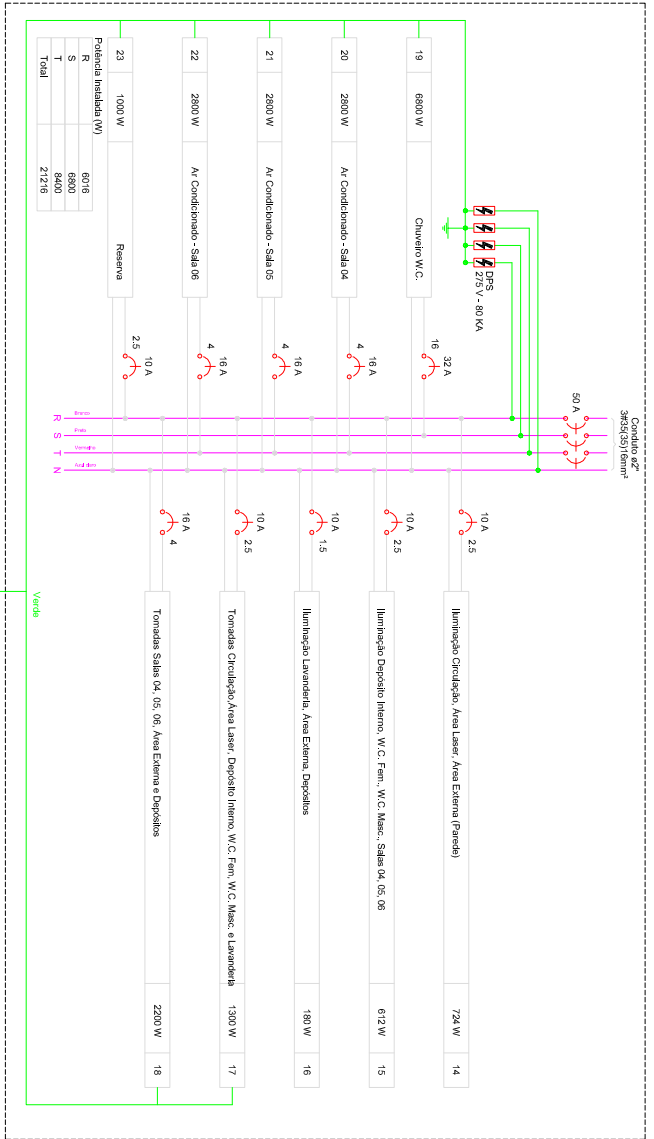 Conduto ø2"
3#35(35)16mm²
50 A
DPS
275 V - 80 KA
19
6800 W
Chuveiro W.C.
16
32 A
20
2800 W
Ar Condicionado - Sala 04
4
16 A
21
2800 W
Ar Condicionado - Sala 05
4
16 A
22
2800 W
Ar Condicionado - Sala 06
4
16 A
23
1000 W
Reserva
2.5
10 A
R
Branco
S
Preto
T
Vermelho
N
Azul claro
10 A
2.5
Iluminação Circulação, Área Laser, Área Externa (Parede)
724 W
14
10 A
2.5
Iluminação Depósito Interno, W.C. Fem., W.C. Masc., Salas 04, 05, 06
612 W
15
10 A
1.5
Iluminação Lavanderia, Área Externa, Depósitos
180 W
16
10 A
2.5
Tomadas Circulação,Área Laser, Depósito Interno, W.C. Fem, W.C. Masc. e Lavanderia
1300 W
17
16 A
4
Tomadas Salas 04, 05, 06, Área Externa e Depósitos
2200 W
18
Potência Instalada (W)
R 6016
S 6800
T 8400
Total 21216
Verde